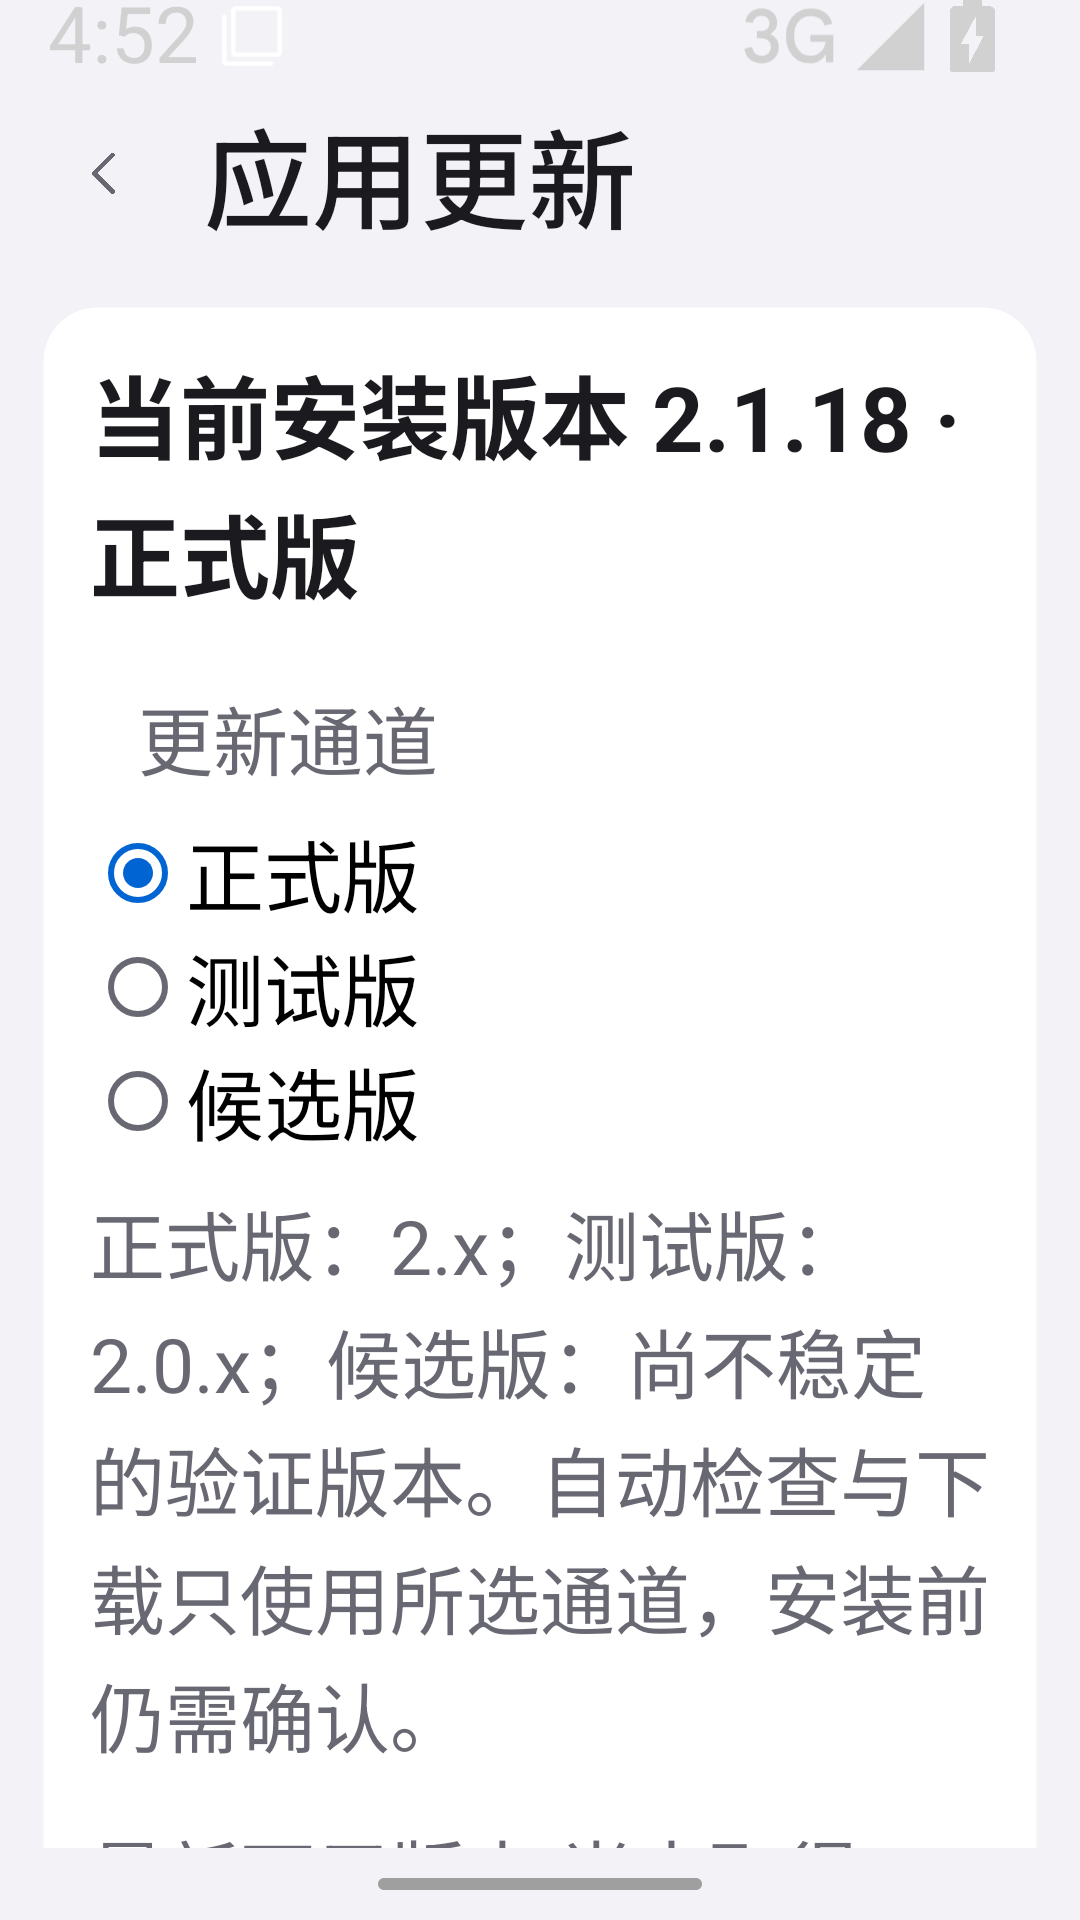 4:52
3G
应用更新
当前安装版本 2.1.18 ·
正式版
更新通道
正式版
测试版
候选版
正式版：2.x；测试版：
2.0.x；候选版：尚不稳定
的验证版本。自动检查与下
载只使用所选通道，安装前
仍需确认。